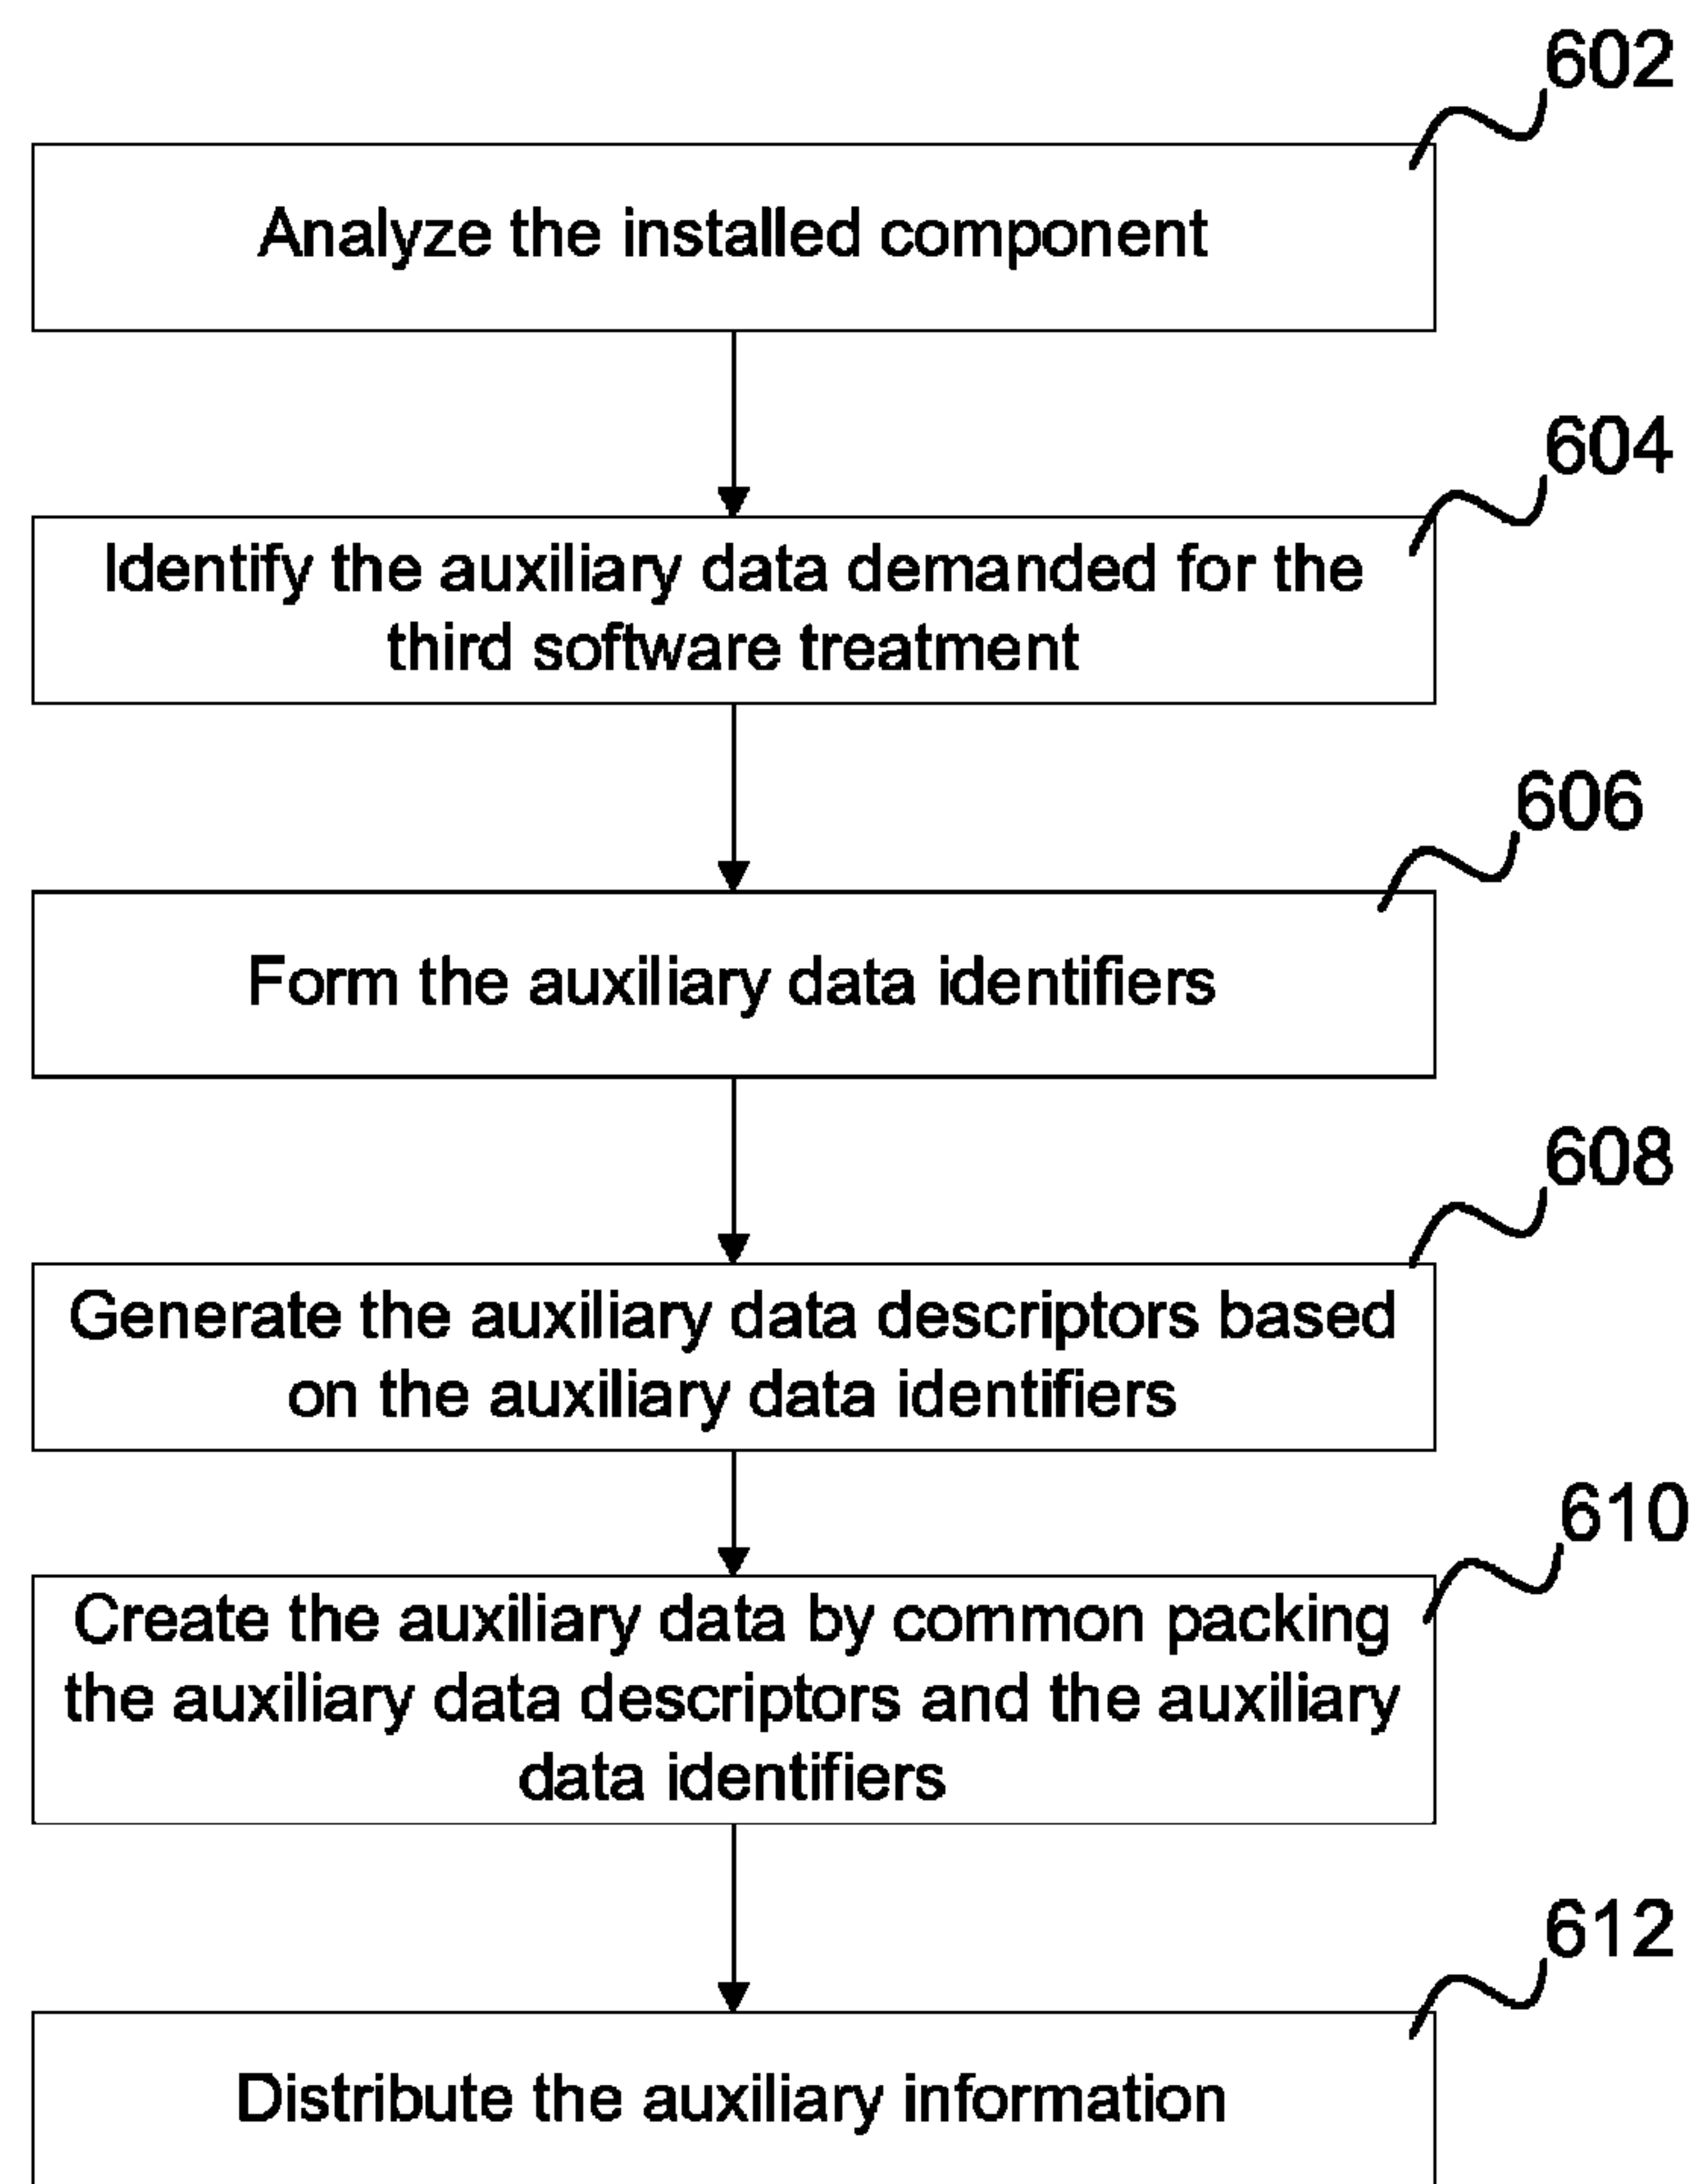 602
Analyze the installed component
604
Identify the auxiliary data demanded for the
third software treatment
606
Form the auxiliary data identifiers
608
Generate the auxiliary data descriptors based
on the auxiliary data identifiers
610
Create the auxiliary data by common packing
the auxiliary data descriptors and the auxiliary
data identifiers
612
Distribute the auxiliary information